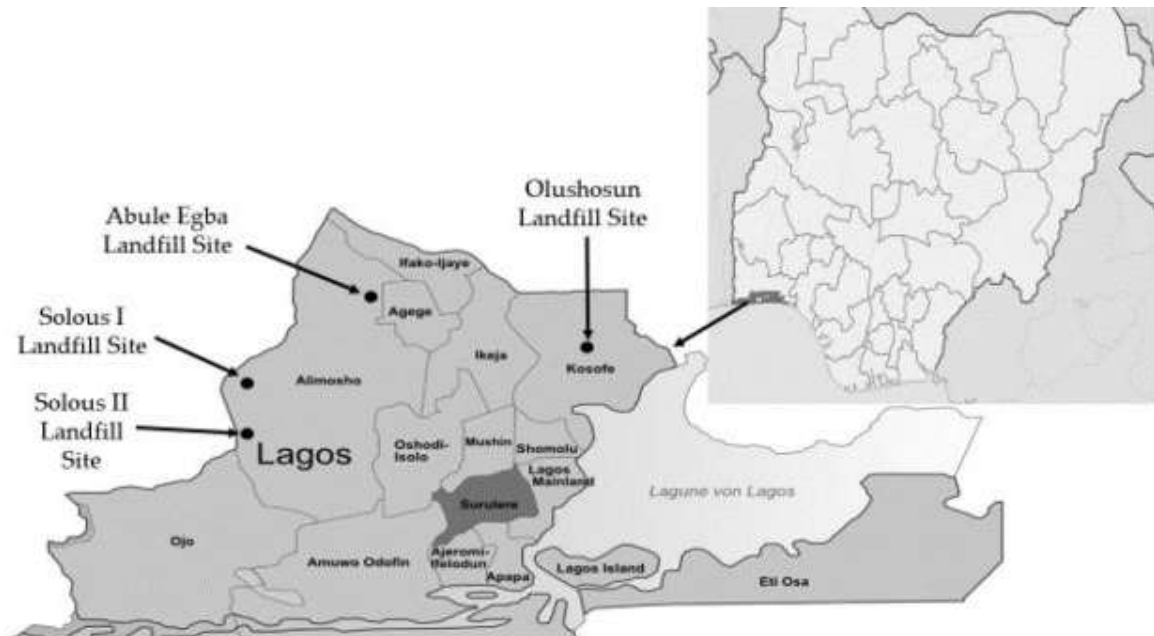 Olushosun
Landfill Site
Abule Egba
Landfill Site
Ifako-Ijaye
Agege
Solous I
Landfill Site
Ikeja
Kosofe
Alimosho
Solous II
Landfill
Site
Lagos
Oshodi-
Isolo
Mushin
Shomolu
Lagos
Mainland
Surulere
Lagune von Lagos
Ojo
Amuwo Odofin
Ajeromi-
Ifelodun
Apapa
Lagos Island
Eti Osa